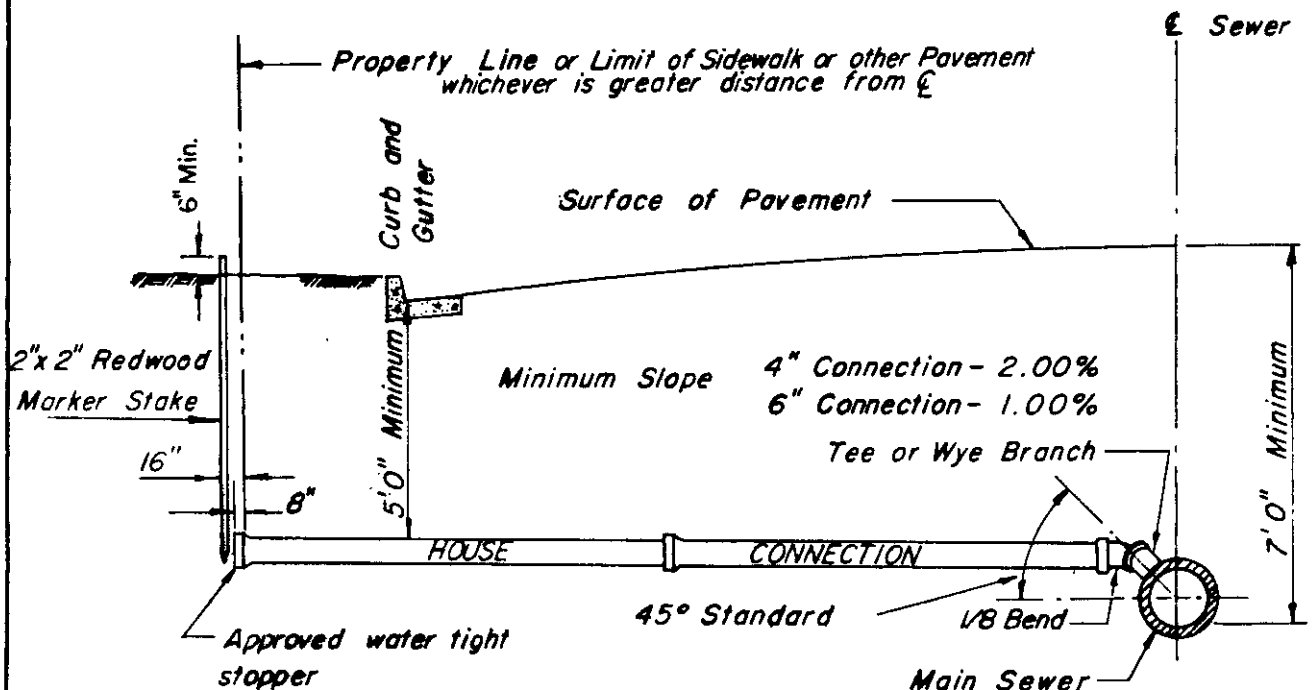 ℄ Sewer
Property Line or Limit of Sidewalk or other Pavement
whichever is greater distance from ℄
6" Min.
Curb and
Gutter
Surface of Pavement
2"x 2" Redwood
Marker Stake
Minimum Slope
4" Connection - 2.00%
6" Connection - 1.00%
5'0" Minimum
7'0" Minimum
Tee or Wye Branch
16"
8"
HOUSE CONNECTION
45° Standard
1/8 Bend
Approved water tight
stopper
Main Sewer